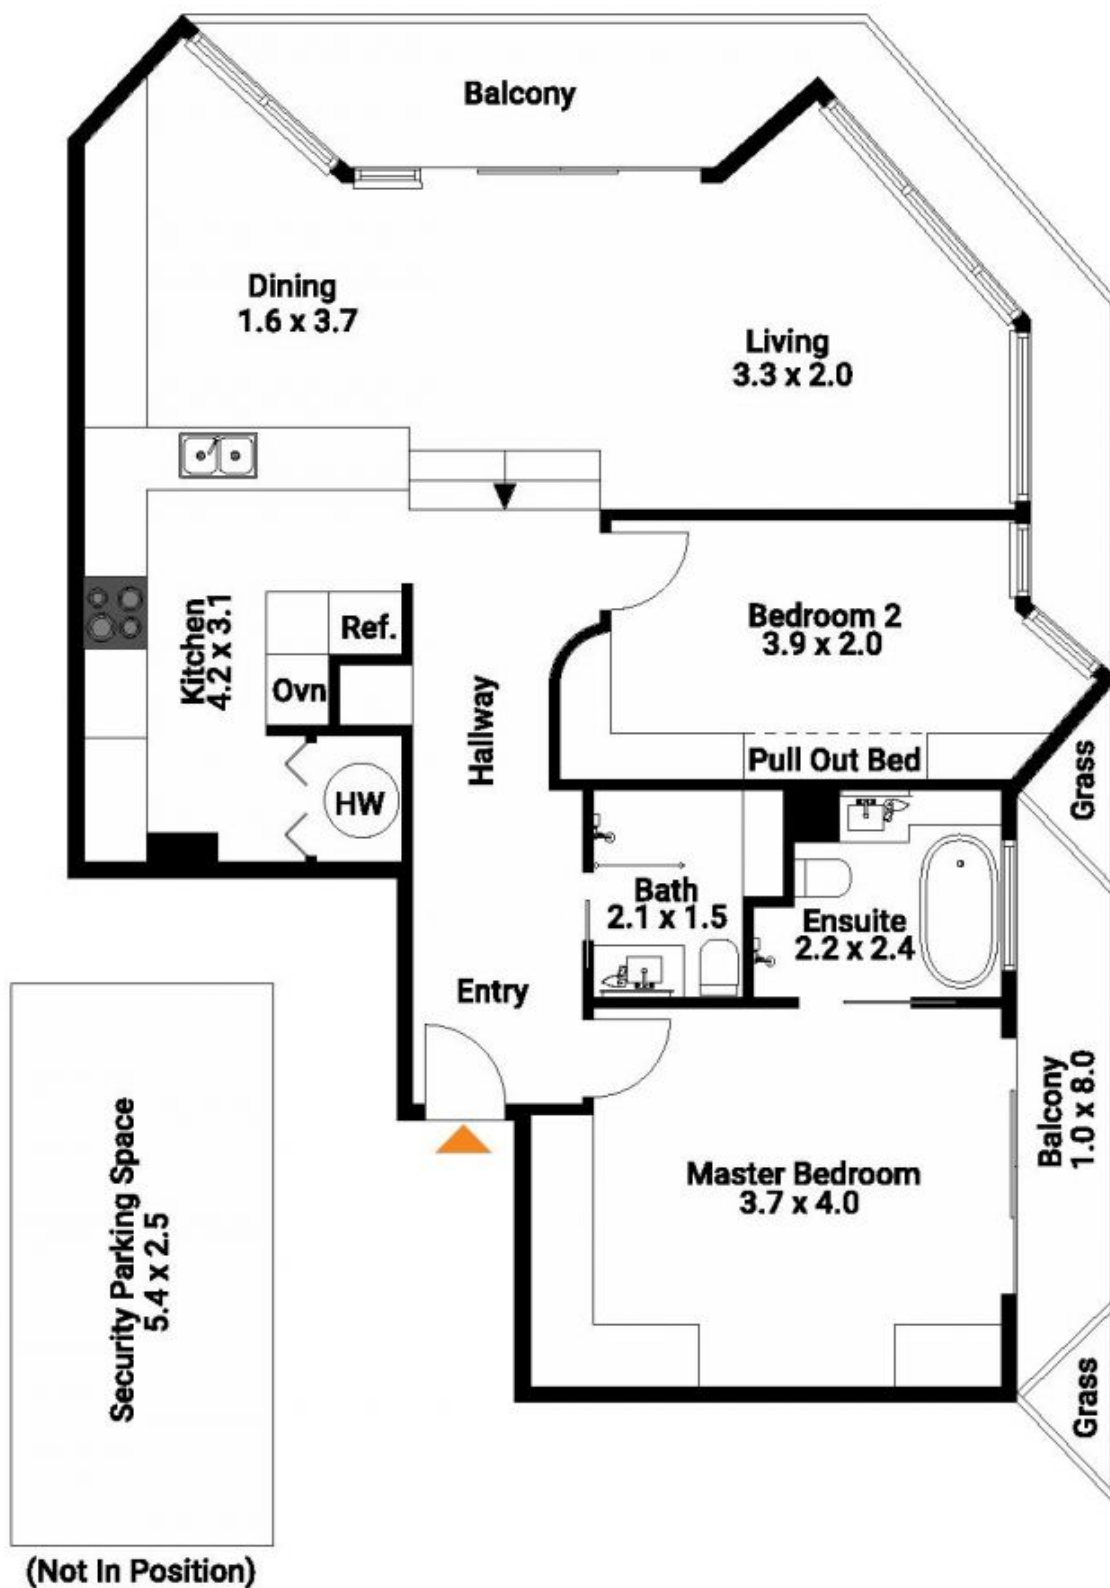 Balcony
Dining
1.6 x 3.7
Living
3.3 x 2.0
Kitchen
4.2 x 3.1
Ref.
Ovn
HW
Hallway
Bedroom 2
3.9 x 2.0
Pull Out Bed
Grass
Bath
2.1 x 1.5
Ensuite
2.2 x 2.4
Entry
Balcony
1.0 x 8.0
Master Bedroom
3.7 x 4.0
Grass
Security Parking Space
5.4 x 2.5
(Not In Position)